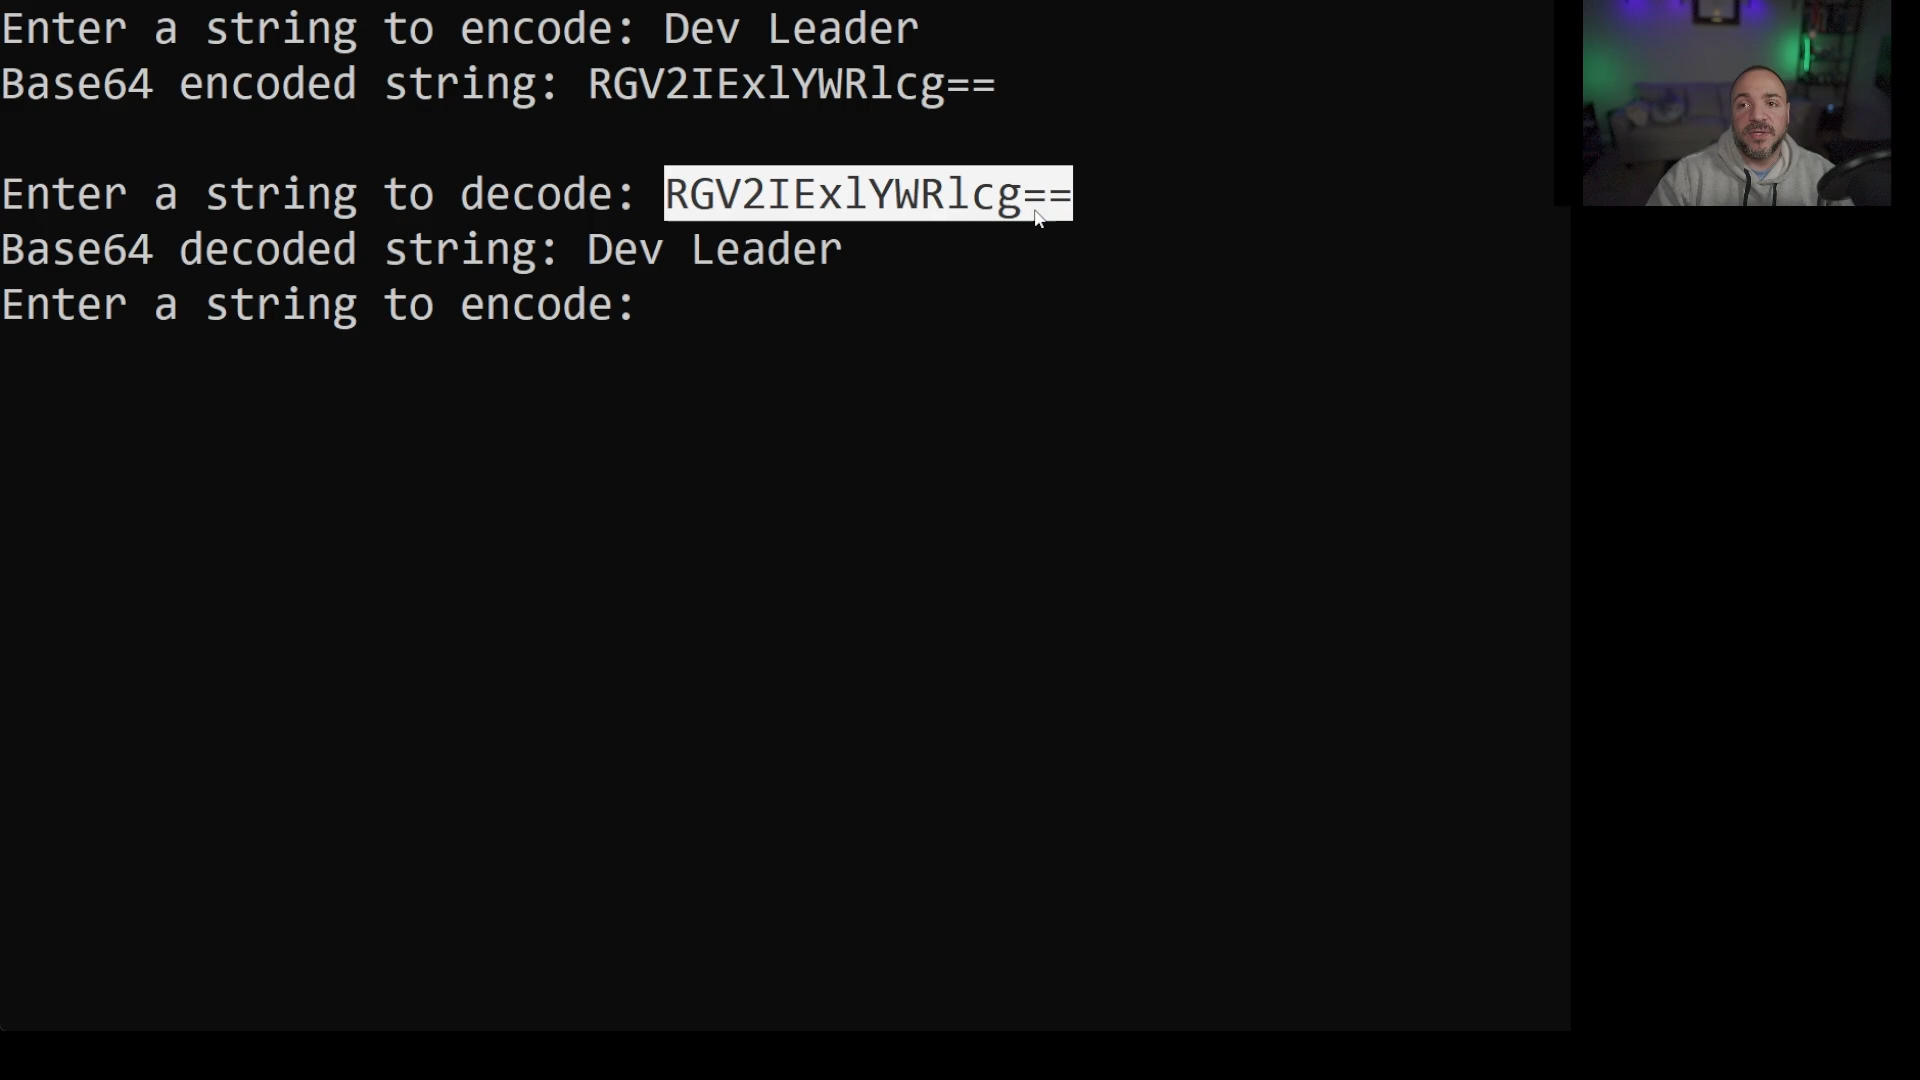 Enter a string to encode: Dev Leader
Base64 encoded string: RGV2IExlYWRlcg==
Enter a string to decode: RGV2IExlYWRlcg==
Base64 decoded string: Dev Leader
Enter a string to encode: